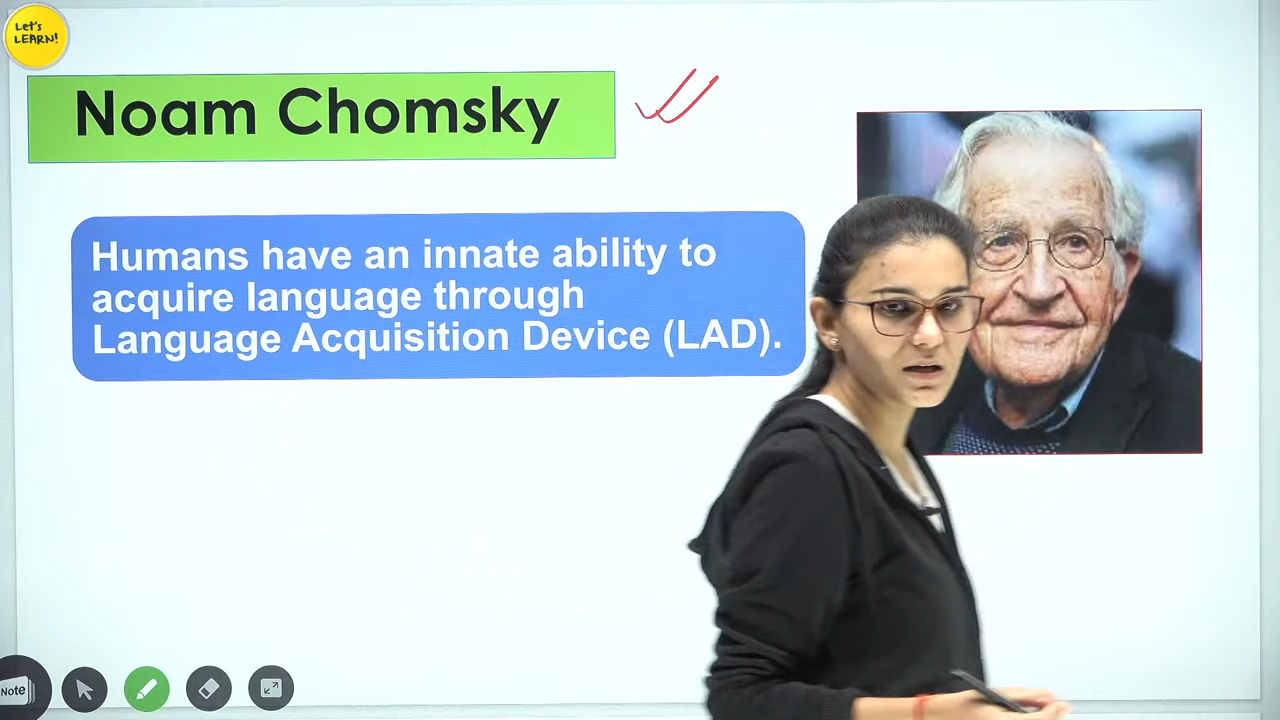 Let's
LEARN!
Noam Chomsky
Humans have an innate ability to
acquire language through
Language Acquisition Device (LAD).
Note